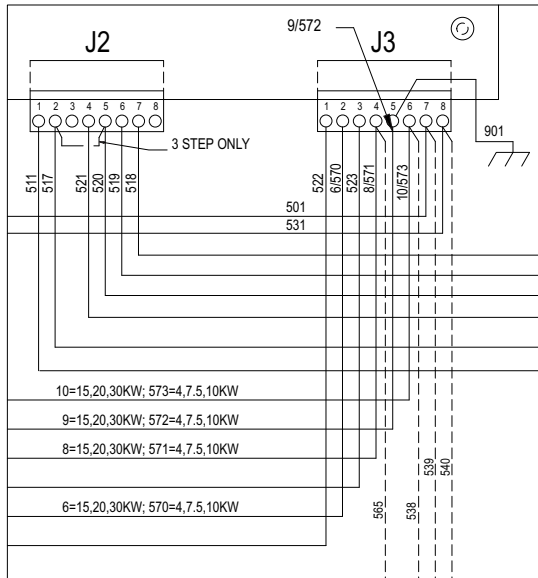 9/572
J2
J3
1 2 3 4 5 6 7 8
1 2 3 4 5 6 7 8
901
3 STEP ONLY
511
517
521
520
519
518
522
6/570
523
8/571
10/573
501
531
10=15,20,30KW; 573=4,7.5,10KW
9=15,20,30KW; 572=4,7.5,10KW
8=15,20,30KW; 571=4,7.5,10KW
539
540
6=15,20,30KW; 570=4,7.5,10KW
565
538